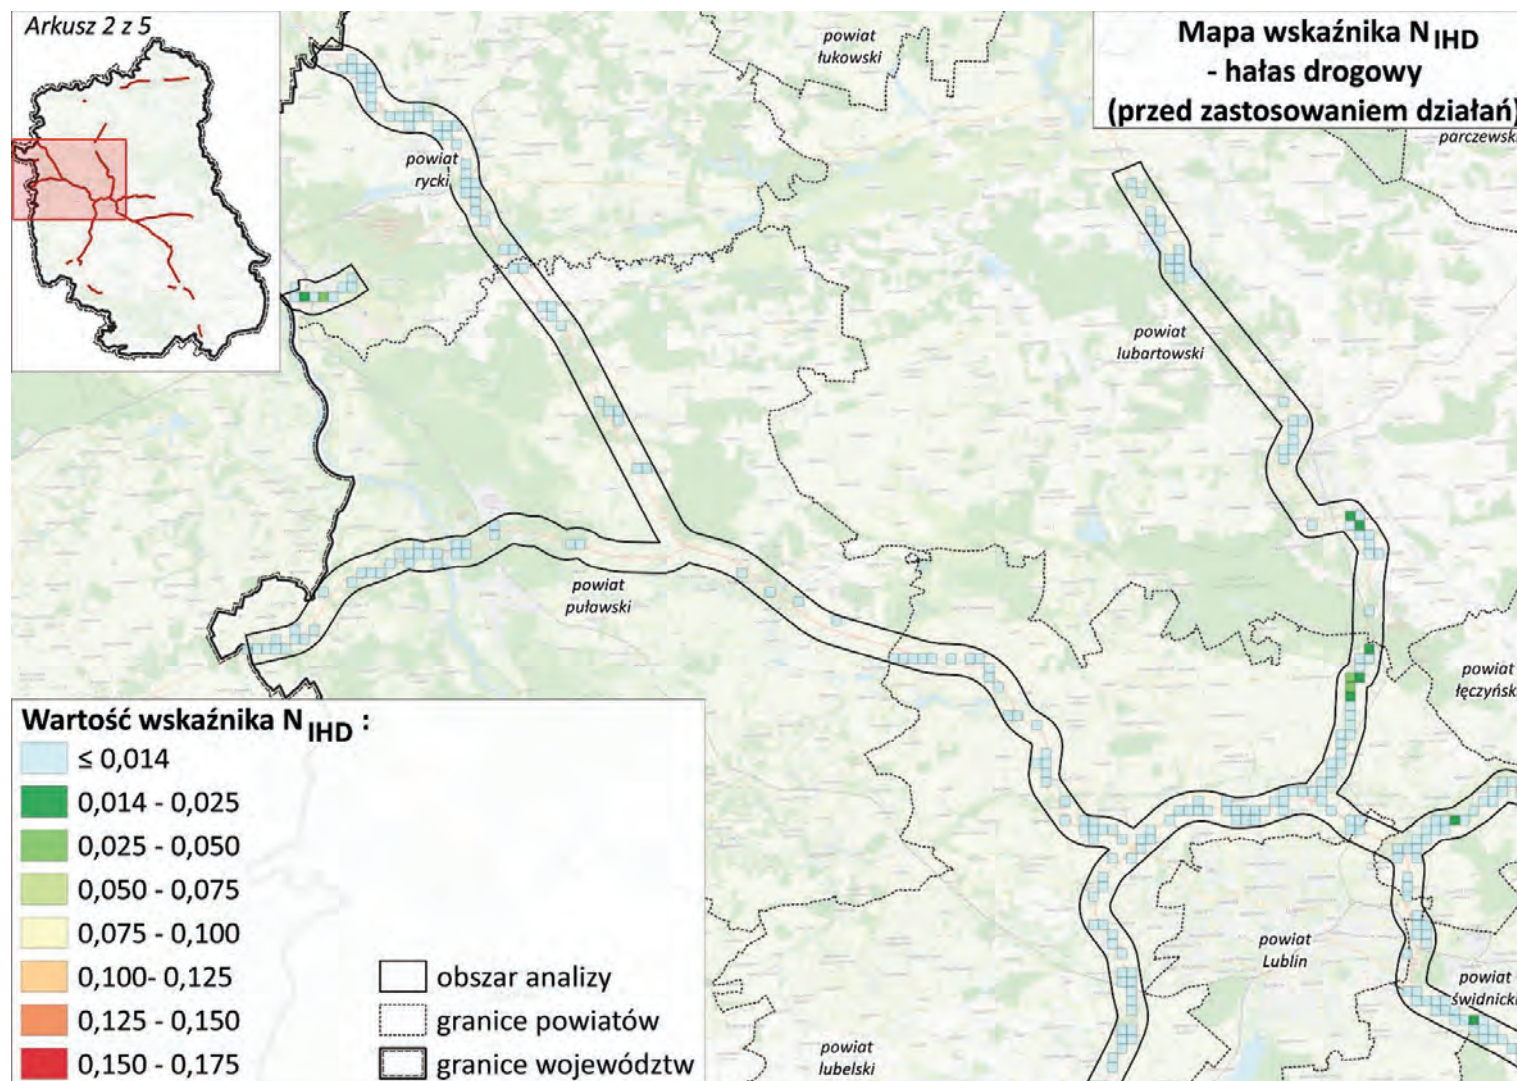 Arkusz 2 z 5
Mapa wskaźnika N IHD
- hałas drogowy
(przed zastosowaniem działań)
powiat
łukowski
parczewski
powiat
rycki
powiat
lubartowski
powiat
puławski
powiat
łęczyński
powiat
Lublin
powiat
świdnicki
powiat
lubelski
Wartość wskaźnika N IHD :
≤ 0,014
0,014 - 0,025
0,025 - 0,050
0,050 - 0,075
0,075 - 0,100
0,100- 0,125
0,125 - 0,150
0,150 - 0,175
obszar analizy
granice powiatów
granice województw